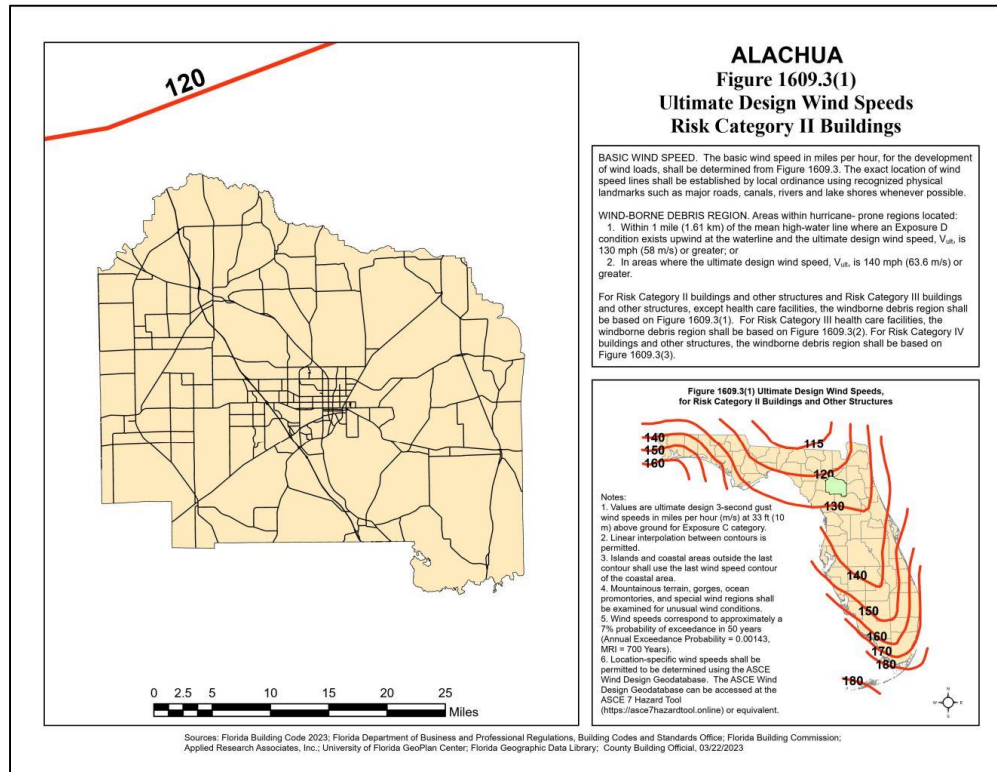 120
ALACHUA
Figure 1609.3(1)
Ultimate Design Wind Speeds
Risk Category II Buildings
BASIC WIND SPEED. The basic wind speed in miles per hour, for the development
of wind loads, shall be determined from Figure 1609.3. The exact location of wind
speed lines shall be established by local ordinance using recognized physical
landmarks such as major roads, canals, rivers and lake shores whenever possible.
WIND-BORNE DEBRIS REGION. Areas within hurricane- prone regions located:
1. Within 1 mile (1.61 km) of the mean high-water line where an Exposure D
condition exists upwind at the waterline and the ultimate design wind speed, Vult, is
130 mph (58 m/s) or greater; or
2. In areas where the ultimate design wind speed, Vult, is 140 mph (63.6 m/s) or
greater.
For Risk Category II buildings and other structures and Risk Category III buildings
and other structures, except health care facilities, the windborne debris region shall
be based on Figure 1609.3(1). For Risk Category III health care facilities, the
windborne debris region shall be based on Figure 1609.3(2). For Risk Category IV
buildings and other structures, the windborne debris region shall be based on
Figure 1609.3(3).
Figure 1609.3(1) Ultimate Design Wind Speeds,
for Risk Category II Buildings and Other Structures
140
150
160
115
120
130
140
150
160
170
180
180
Notes:
1. Values are ultimate design 3-second gust
wind speeds in miles per hour (m/s) at 33 ft (10
m) above ground for Exposure C category.
2. Linear interpolation between contours is
permitted.
3. Islands and coastal areas outside the last
contour shall use the last wind speed contour
of the coastal area.
4. Mountainous terrain, gorges, ocean
promontories, and special wind regions shall
be examined for unusual wind conditions.
5. Wind speeds correspond to approximately a
7% probability of exceedance in 50 years
(Annual Exceedance Probability = 0.00143,
MRI = 700 Years).
6. Location-specific wind speeds shall be
permitted to be determined using the ASCE
Wind Design Geodatabase. The ASCE Wind
Design Geodatabase can be accessed at the
ASCE 7 Hazard Tool
(https://asce7hazardtool.online) or equivalent.
N
W E
S
0 2.5 5 10 15 20 25
Miles
Sources: Florida Building Code 2023; Florida Department of Business and Professional Regulations, Building Codes and Standards Office; Florida Building Commission;
Applied Research Associates, Inc.; University of Florida GeoPlan Center; Florida Geographic Data Library; County Building Official, 03/22/2023